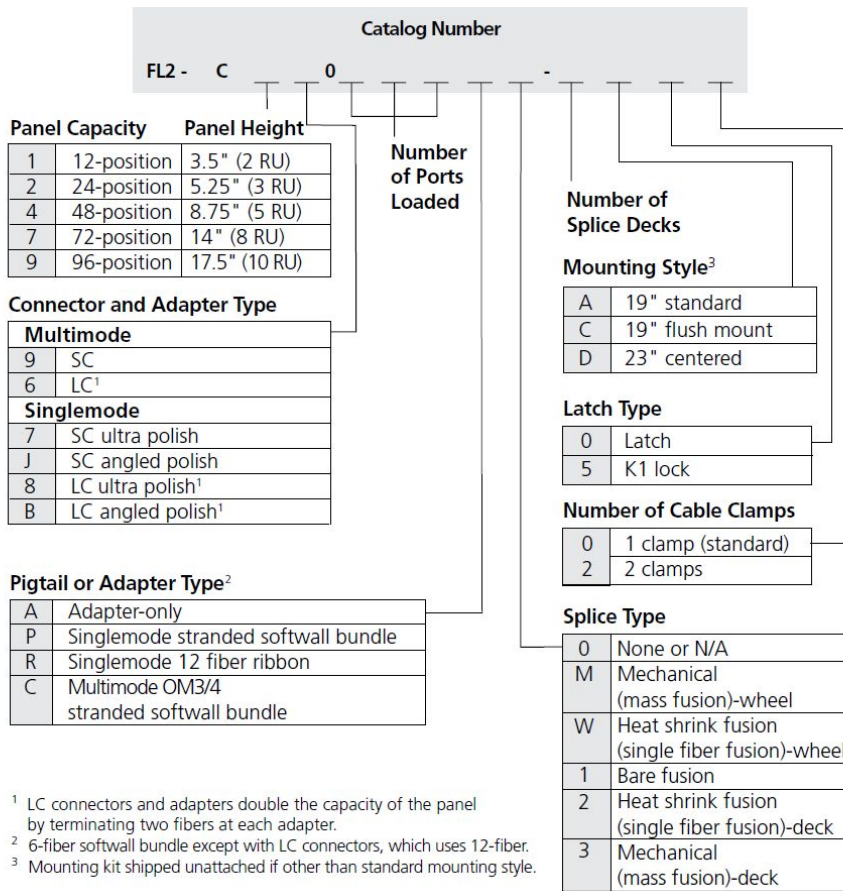 Catalog Number
FL2 - C _ _ 0 _ _ _ _ _ - _ _ _ _
Panel Capacity Panel Height
1 12-position 3.5" (2 RU)
2 24-position 5.25" (3 RU)
4 48-position 8.75" (5 RU)
7 72-position 14" (8 RU)
9 96-position 17.5" (10 RU)
Number
of Ports
Loaded
Connector and Adapter Type
Multimode
9 SC
6 LC¹
Singlemode
7 SC ultra polish
J SC angled polish
8 LC ultra polish¹
B LC angled polish¹
Pigtail or Adapter Type²
A Adapter-only
P Singlemode stranded softwall bundle
R Singlemode 12 fiber ribbon
C Multimode OM3/4
stranded softwall bundle
Number of
Splice Decks
Mounting Style³
A 19" standard
C 19" flush mount
D 23" centered
Latch Type
0 Latch
5 K1 lock
Number of Cable Clamps
0 1 clamp (standard)
2 2 clamps
Splice Type
0 None or N/A
M Mechanical
(mass fusion)-wheel
W Heat shrink fusion
(single fiber fusion)-wheel
1 Bare fusion
2 Heat shrink fusion
(single fiber fusion)-deck
3 Mechanical
(mass fusion)-deck
¹ LC connectors and adapters double the capacity of the panel
by terminating two fibers at each adapter.
² 6-fiber softwall bundle except with LC connectors, which uses 12-fiber.
³ Mounting kit shipped unattached if other than standard mounting style.